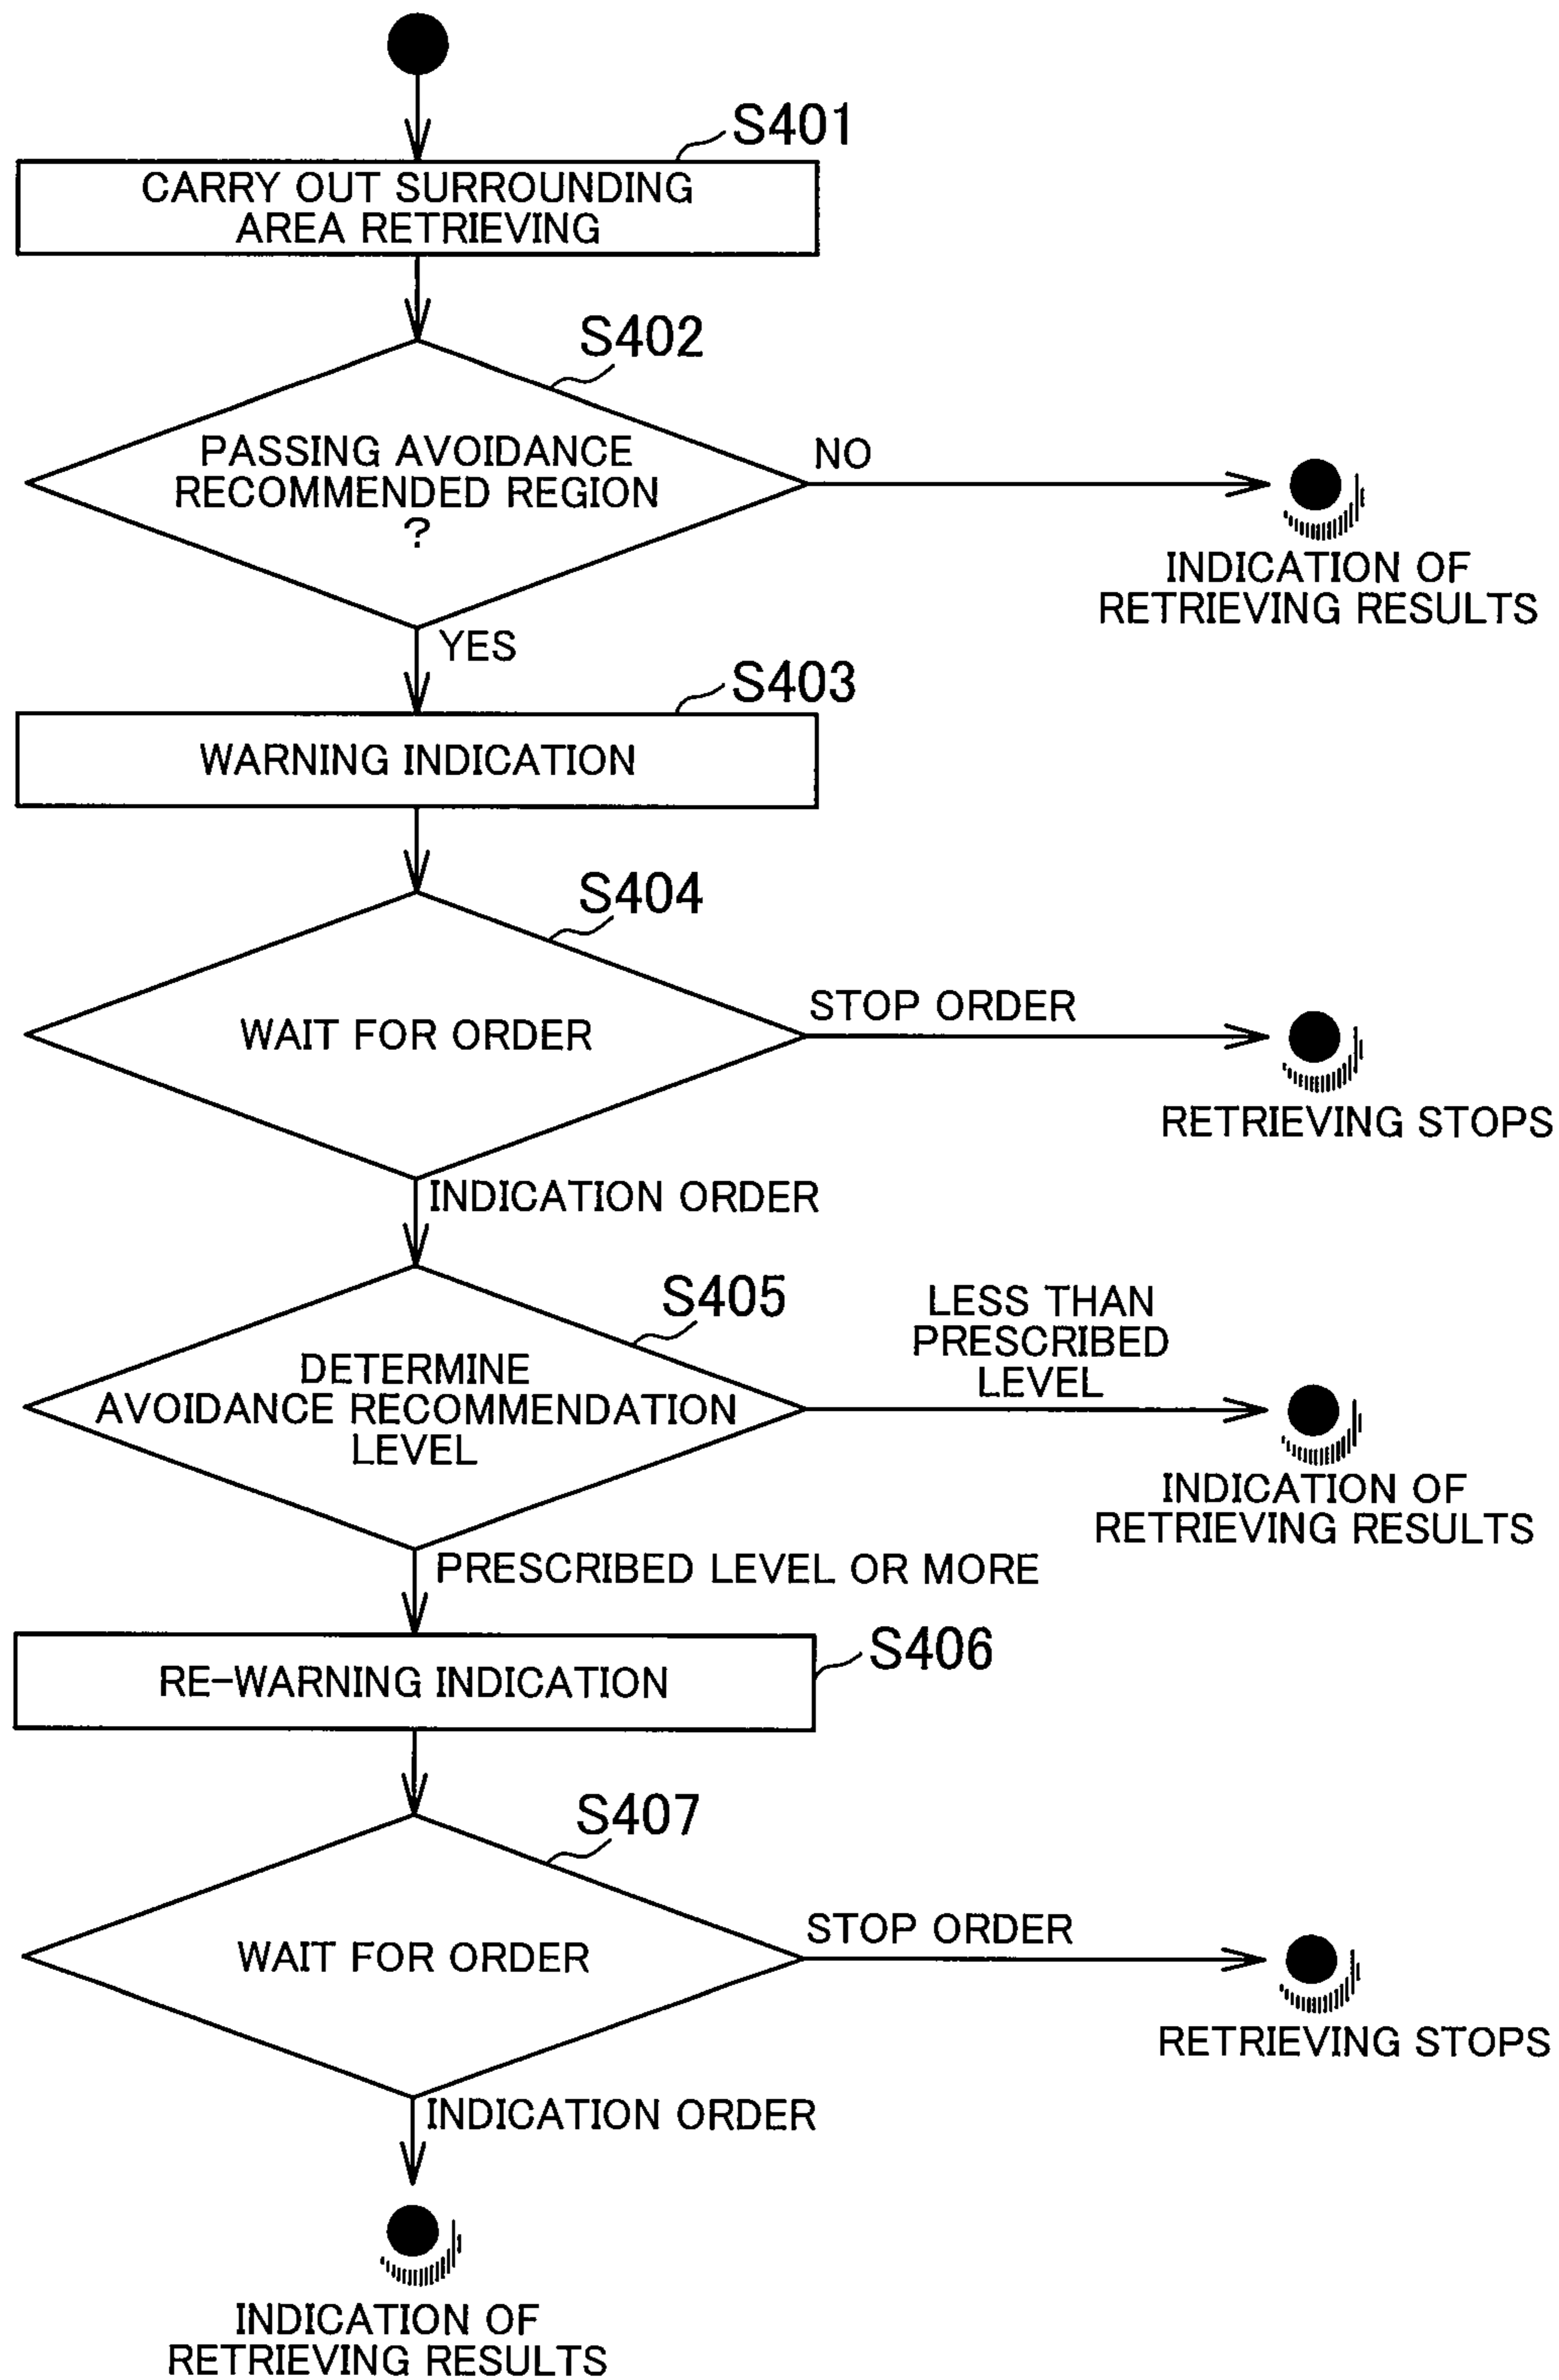 S401
CARRY OUT SURROUNDING
AREA RETRIEVING
S402
PASSING AVOIDANCE
RECOMMENDED REGION
?
NO
INDICATION OF
RETRIEVING RESULTS
YES
S403
WARNING INDICATION
S404
WAIT FOR ORDER
STOP ORDER
RETRIEVING STOPS
INDICATION ORDER
S405
DETERMINE
AVOIDANCE RECOMMENDATION
LEVEL
LESS THAN
PRESCRIBED
LEVEL
INDICATION OF
RETRIEVING RESULTS
PRESCRIBED LEVEL OR MORE
S406
RE-WARNING INDICATION
S407
WAIT FOR ORDER
STOP ORDER
RETRIEVING STOPS
INDICATION ORDER
INDICATION OF
RETRIEVING RESULTS